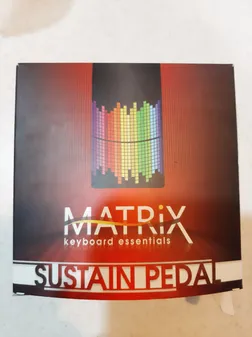 MATRiX
keyboard essentials
SUSTAIN PEDAL